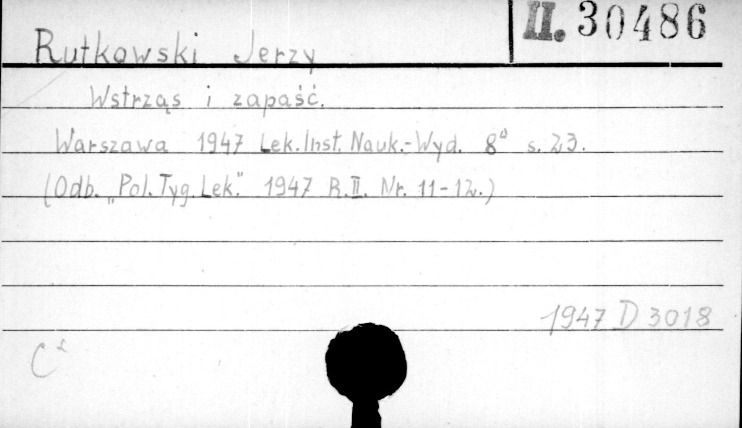 II. 30486
Rutkowski Jerzy
Wstrząs i zapaść.
Warszawa 1947 Lek. Inst. Nauk.-Wyd. 8° s. 23.
(Odb. „Pol. Tyg. Lek." 1947 R.II. Nr. 11-12.)
1947 D 3018